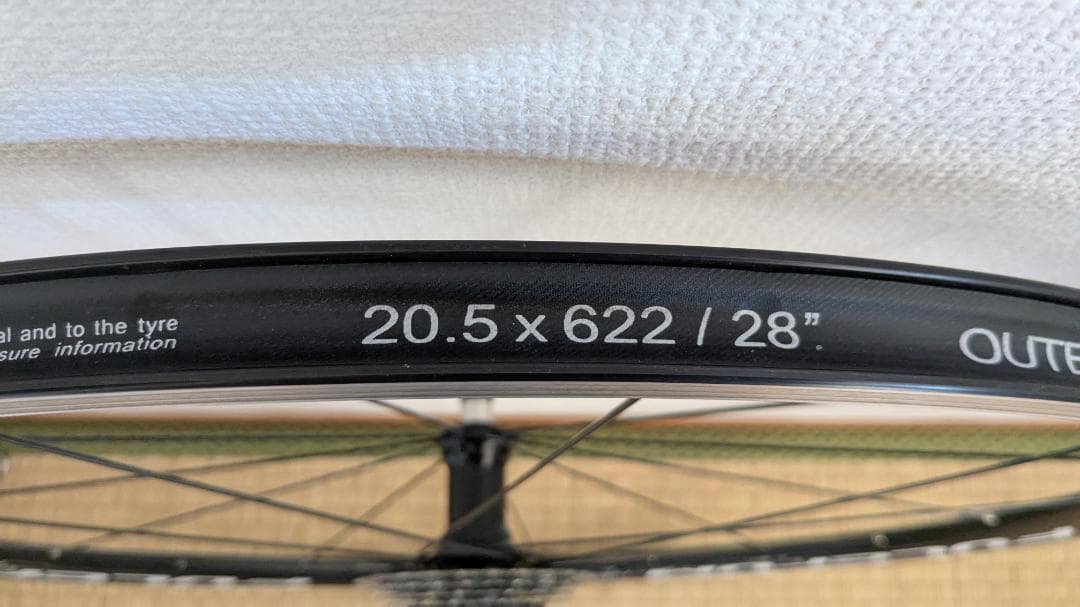 al and to the tyre
sure information
20.5 x 622 / 28”
OUTE